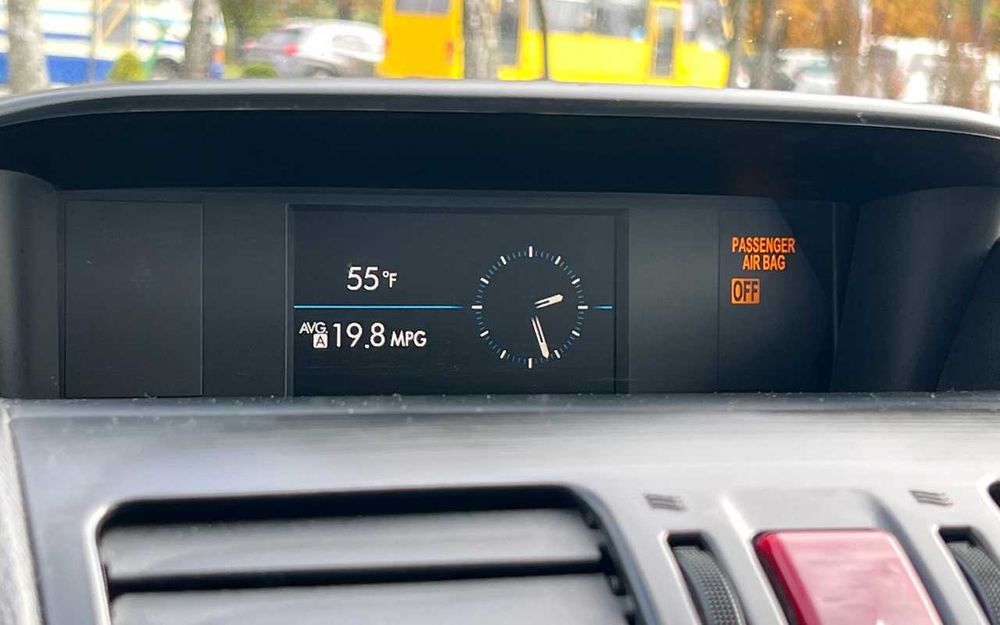 55°F
AVG.
A 19.8 MPG
PASSENGER
AIR BAG
OFF